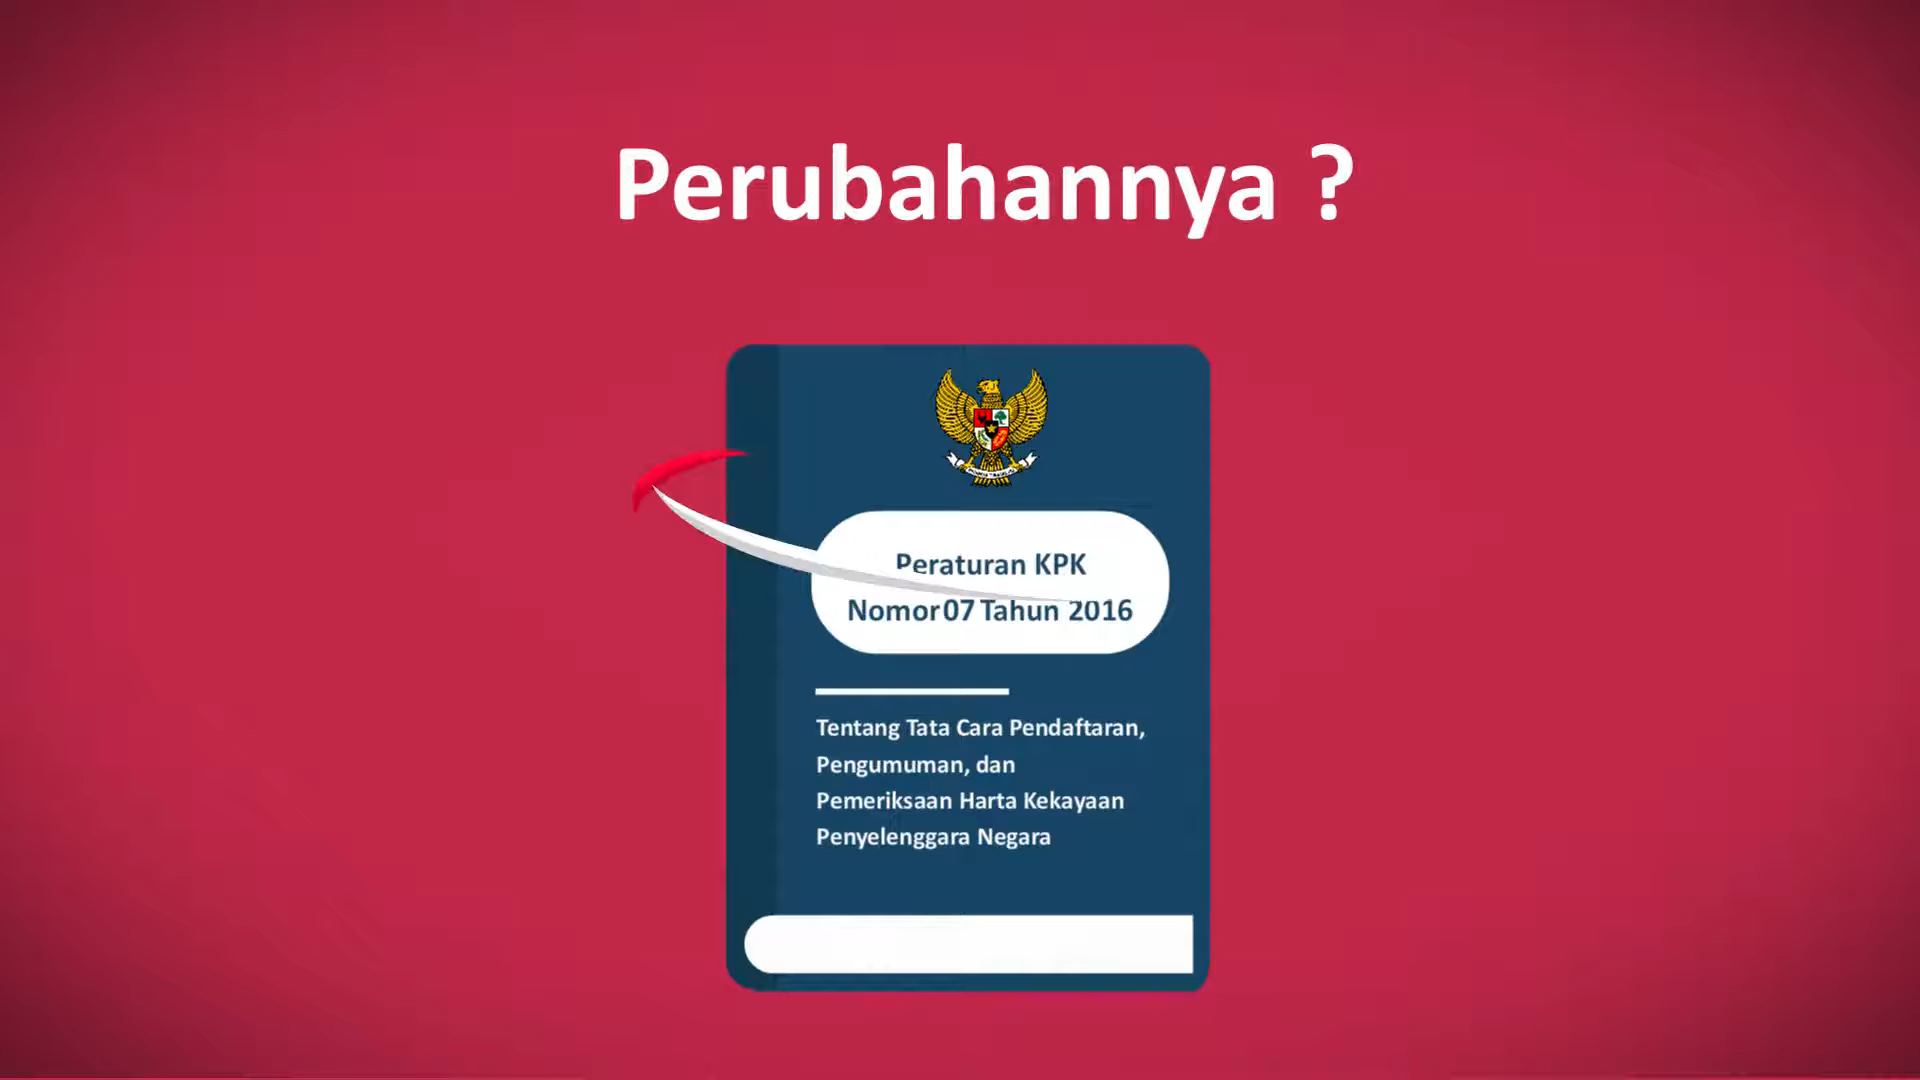 Perubahannya ?
Peraturan KPK
Nomor 07 Tahun 2016
Tentang Tata Cara Pendaftaran,
Pengumuman, dan
Pemeriksaan Harta Kekayaan
Penyelenggara Negara